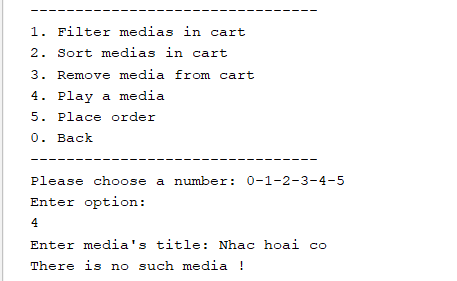 --------------------------------
1. Filter medias in cart
2. Sort medias in cart
3. Remove media from cart
4. Play a media
5. Place order
0. Back
--------------------------------
Please choose a number: 0-1-2-3-4-5
Enter option:
4
Enter media's title: Nhac hoai co
There is no such media !